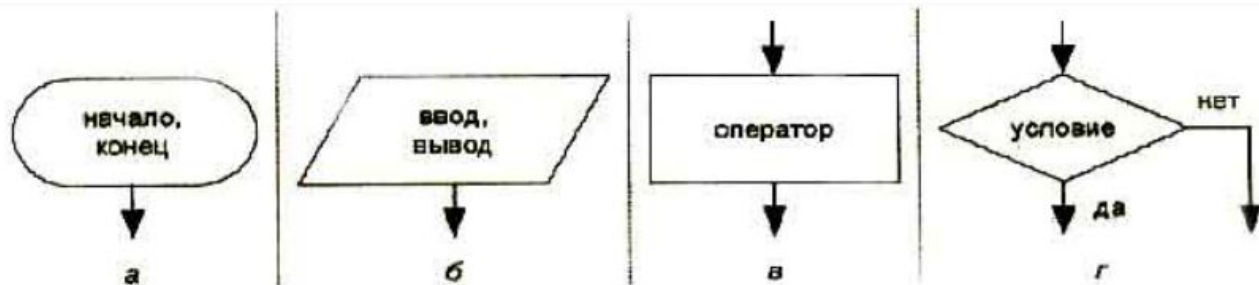 начало,
конец
ввод,
вывод
оператор
условие
нет
да
а
б
в
г